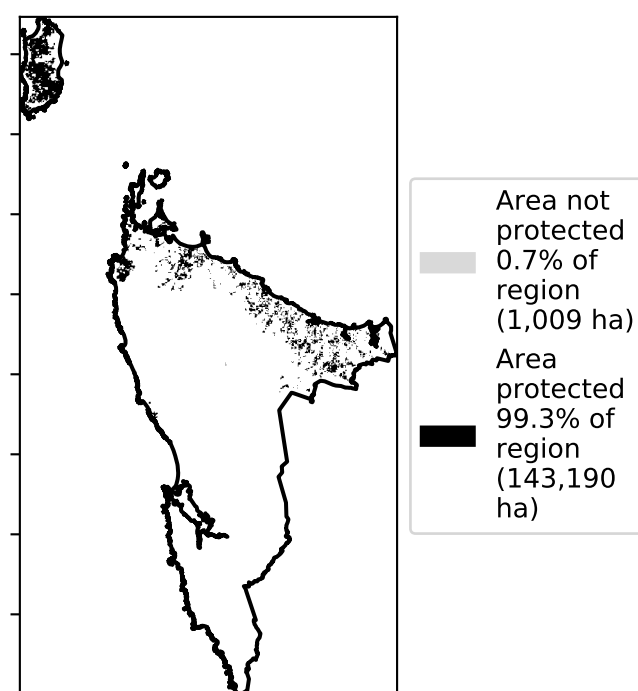 Area not
protected
0.7% of
region
(1,009 ha)
Area
protected
99.3% of
region
(143,190
ha)